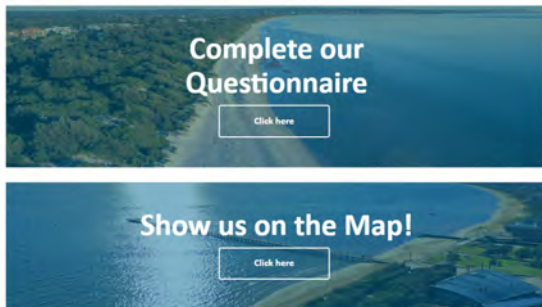 Complete our
Questionnaire
Click here
Show us on the Map!
Click here